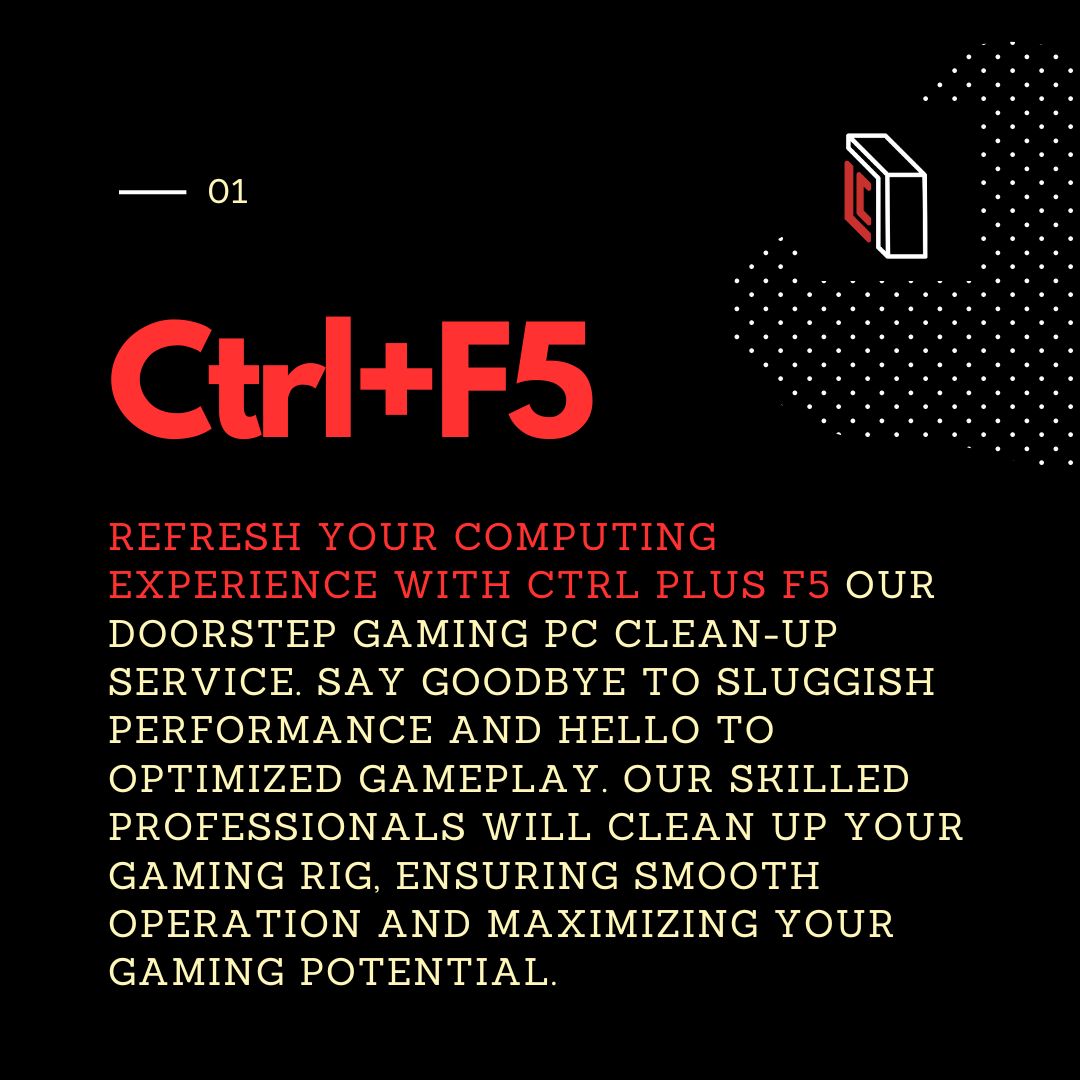 01
Ctrl+F5
REFRESH YOUR COMPUTING
EXPERIENCE WITH CTRL PLUS F5 OUR
DOORSTEP GAMING PC CLEAN-UP
SERVICE. SAY GOODBYE TO SLUGGISH
PERFORMANCE AND HELLO TO
OPTIMIZED GAMEPLAY. OUR SKILLED
PROFESSIONALS WILL CLEAN UP YOUR
GAMING RIG, ENSURING SMOOTH
OPERATION AND MAXIMIZING YOUR
GAMING POTENTIAL.